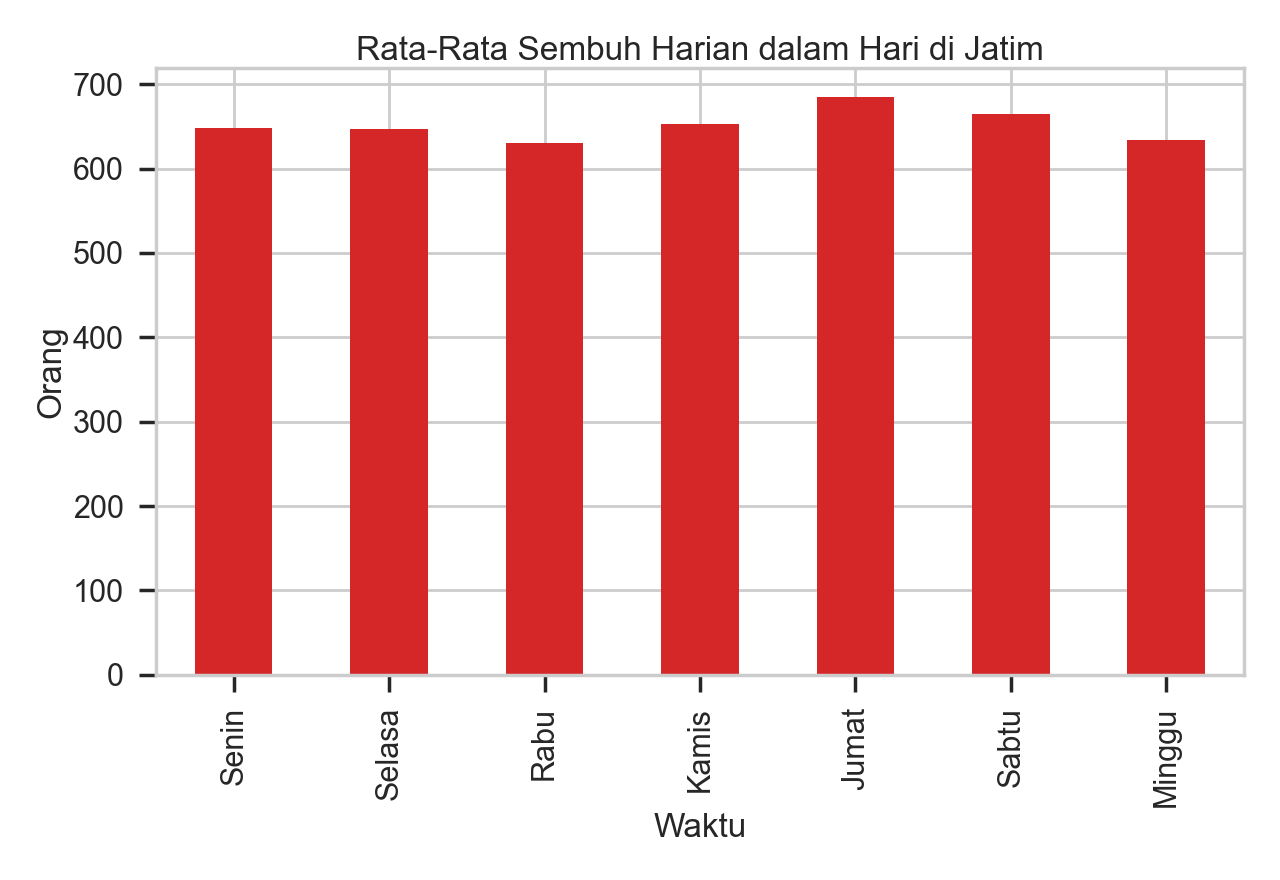 Rata-Rata Sembuh Harian dalam Hari di Jatim
700
600
500
400
300
200
100
0
Orang
Senin
Selasa
Rabu
Kamis
Jumat
Sabtu
Minggu
Waktu